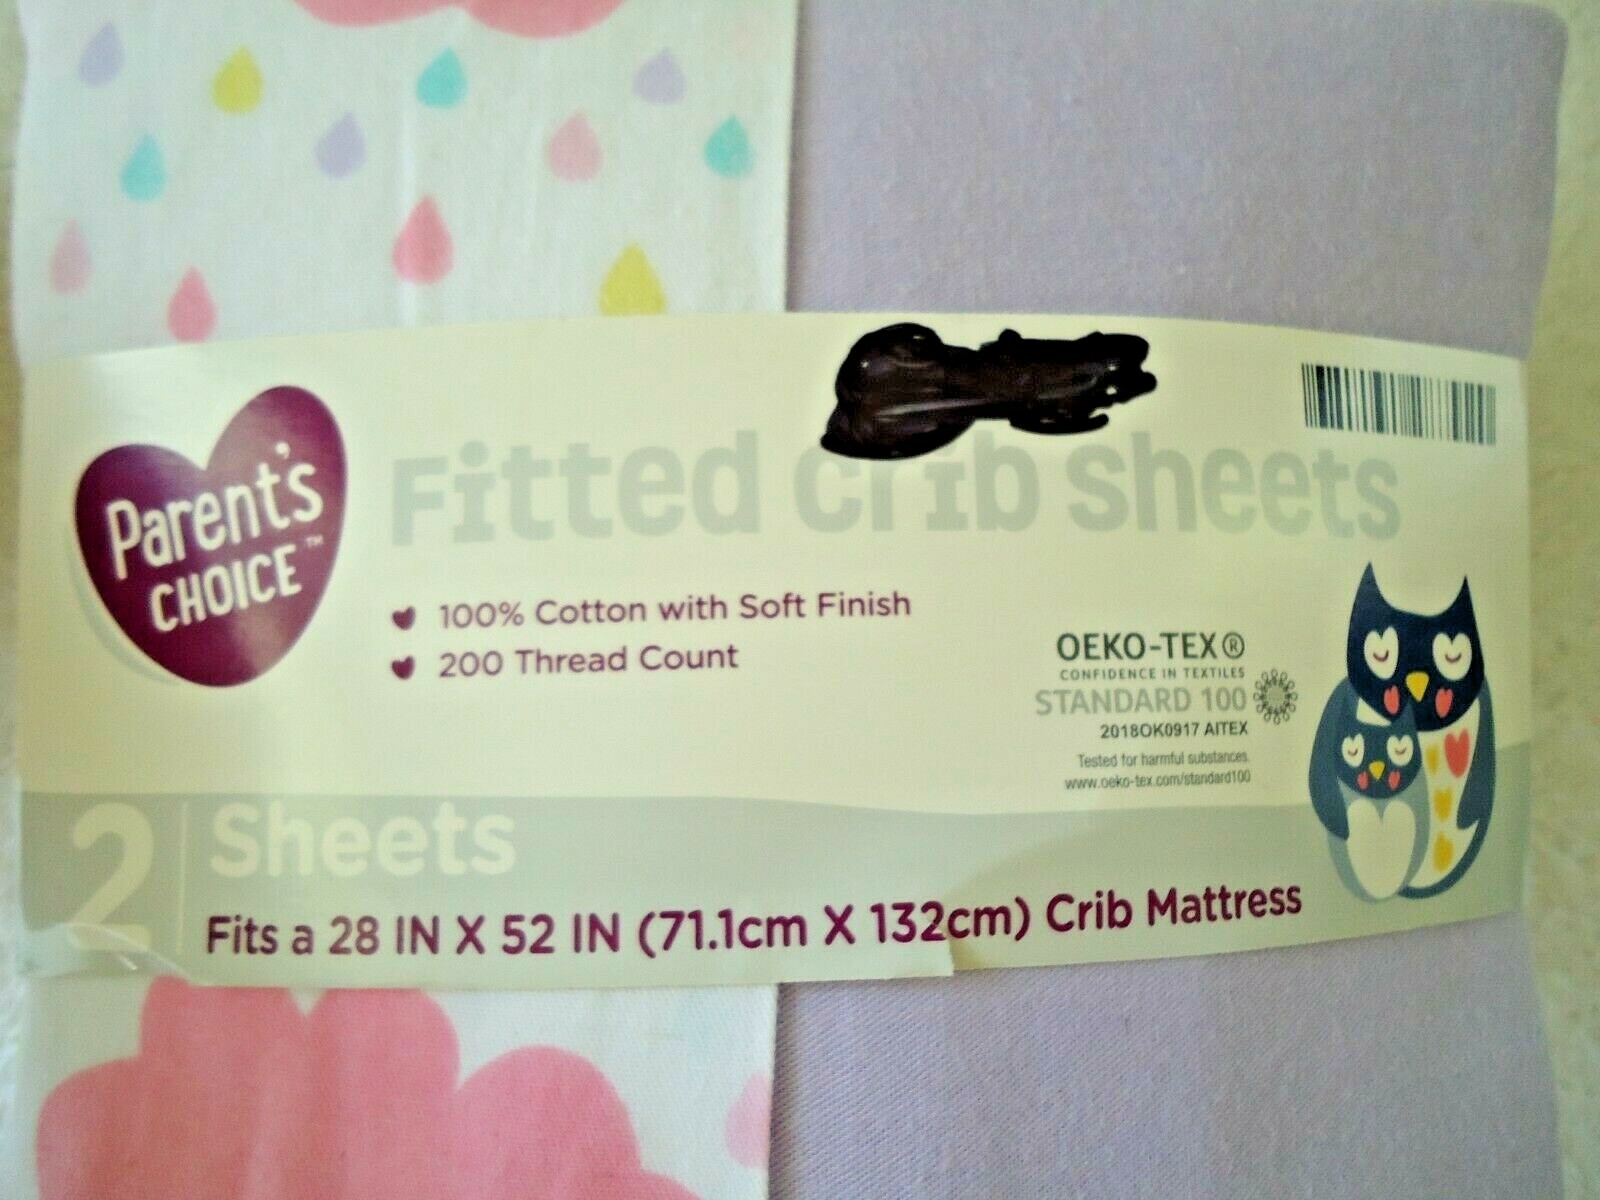 Parent's
CHOICE™
Fitted Crib Sheets
100% Cotton with Soft Finish
200 Thread Count
OEKO-TEX®
CONFIDENCE IN TEXTILES
STANDARD 100
2018OK0917 AITEX
Tested for harmful substances.
www.oeko-tex.com/standard100
2 Sheets
Fits a 28 IN X 52 IN (71.1cm X 132cm) Crib Mattress